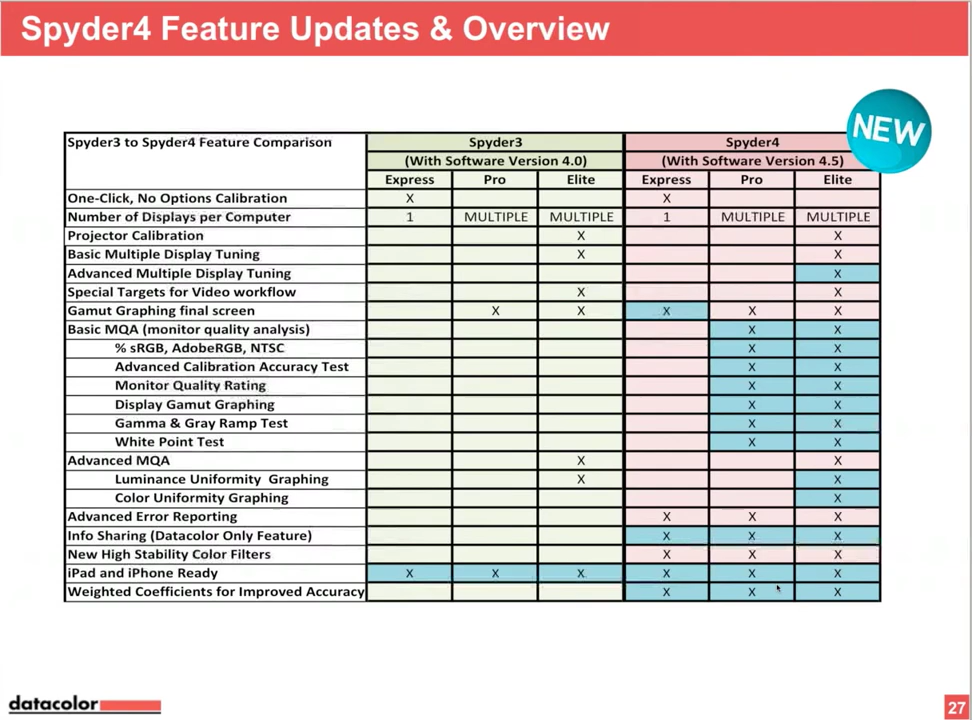 Spyder4 Feature Updates & Overview
NEW
Spyder3 to Spyder4 Feature Comparison Spyder3 Spyder4
(With Software Version 4.0) (With Software Version 4.5)
Express Pro Elite Express Pro Elite
One-Click, No Options Calibration X X
Number of Displays per Computer 1 MULTIPLE MULTIPLE 1 MULTIPLE MULTIPLE
Projector Calibration X X
Basic Multiple Display Tuning X X
Advanced Multiple Display Tuning X
Special Targets for Video workflow X X
Gamut Graphing final screen X X X X X
Basic MQA (monitor quality analysis) X X
% sRGB, AdobeRGB, NTSC X X
Advanced Calibration Accuracy Test X X
Monitor Quality Rating X X
Display Gamut Graphing X X
Gamma & Gray Ramp Test X X
White Point Test X X
Advanced MQA X X
Luminance Uniformity Graphing X X
Color Uniformity Graphing X
Advanced Error Reporting X X X
Info Sharing (Datacolor Only Feature) X X X
New High Stability Color Filters X X X
iPad and iPhone Ready X X X X X X
Weighted Coefficients for Improved Accuracy X X X
datacolor
27